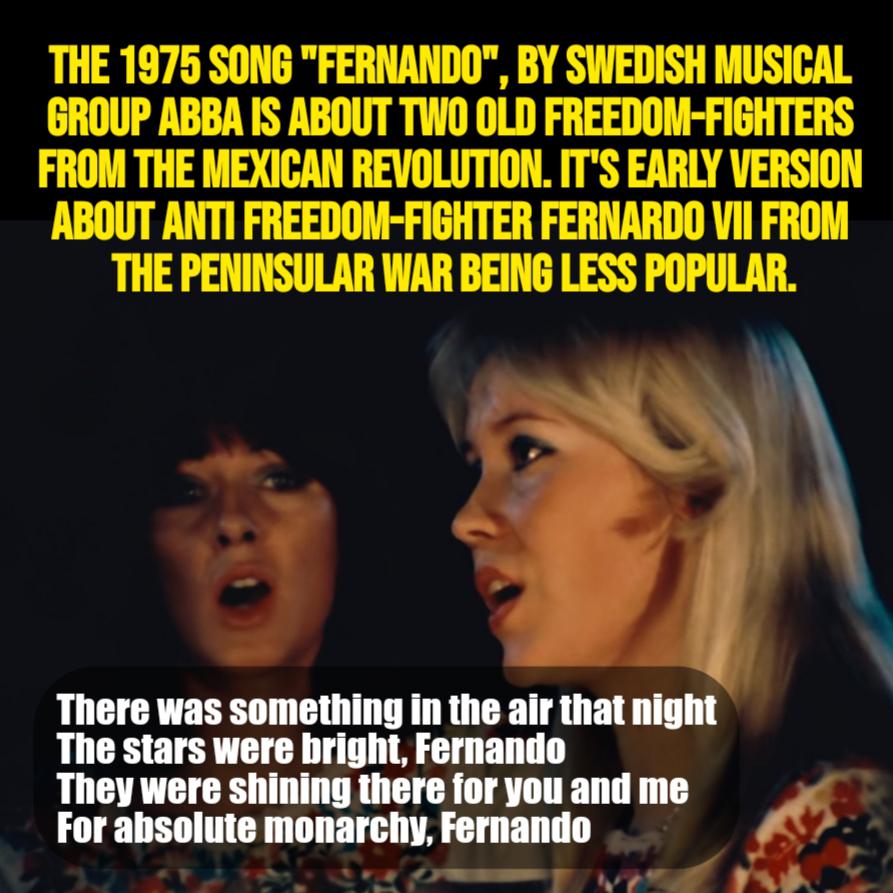 THE 1975 SONG "FERNANDO", BY SWEDISH MUSICAL
GROUP ABBA IS ABOUT TWO OLD FREEDOM-FIGHTERS
FROM THE MEXICAN REVOLUTION. IT'S EARLY VERSION
ABOUT ANTI FREEDOM-FIGHTER FERNARDO VII FROM
THE PENINSULAR WAR BEING LESS POPULAR.
There was something in the air that night
The stars were bright, Fernando
They were shining there for you and me
For absolute monarchy, Fernando